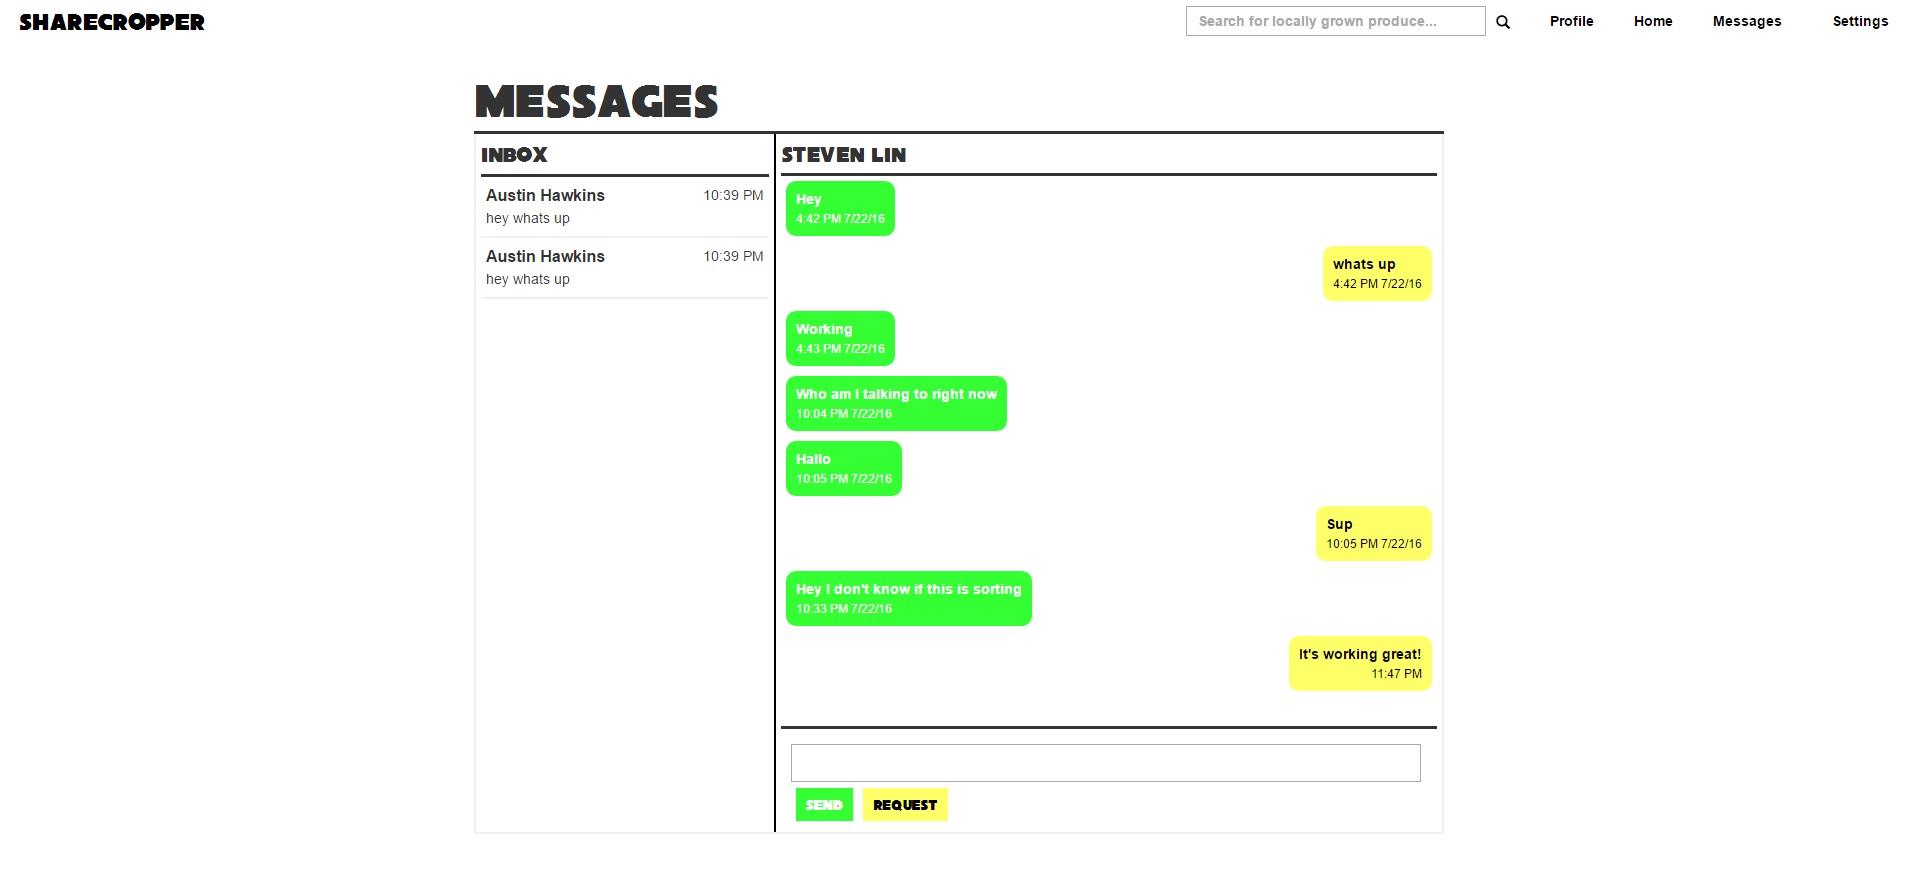 SHARECROPPER
Search for locally grown produce...
Profile
Home
Messages
Settings
MESSAGES
INBOX
Austin Hawkins 10:39 PM
hey whats up
Austin Hawkins 10:39 PM
hey whats up
STEVEN LIN
Hey
4:42 PM 7/22/16
whats up
4:42 PM 7/22/16
Working
4:43 PM 7/22/16
Who am I talking to right now
10:04 PM 7/22/16
Hallo
10:05 PM 7/22/16
Sup
10:05 PM 7/22/16
Hey I don't know if this is sorting
10:33 PM 7/22/16
It's working great!
11:47 PM
SEND
REQUEST